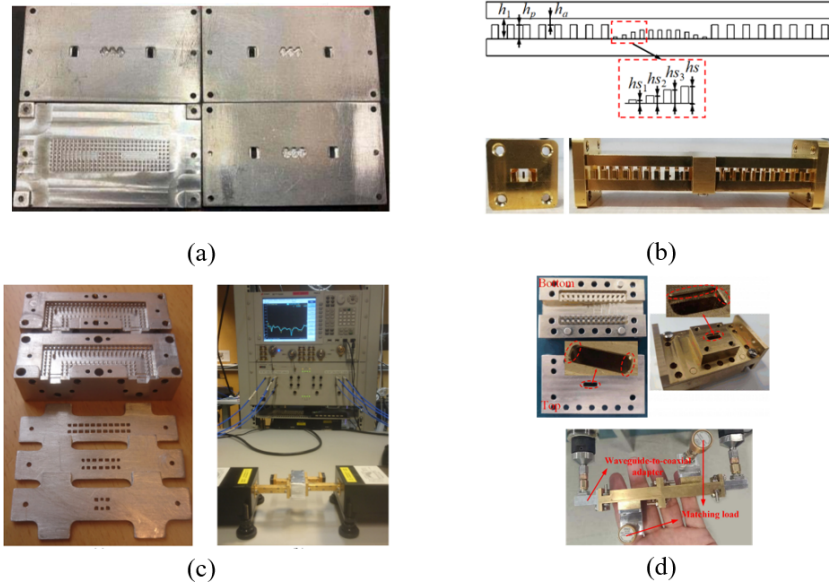 h₁ hₚ hₐ
hs₁ hs₂ hs₃ hs
(a)
(b)
Bottom
Top
Waveguide-to-coaxial
adapter
Matching load
(c)
(d)